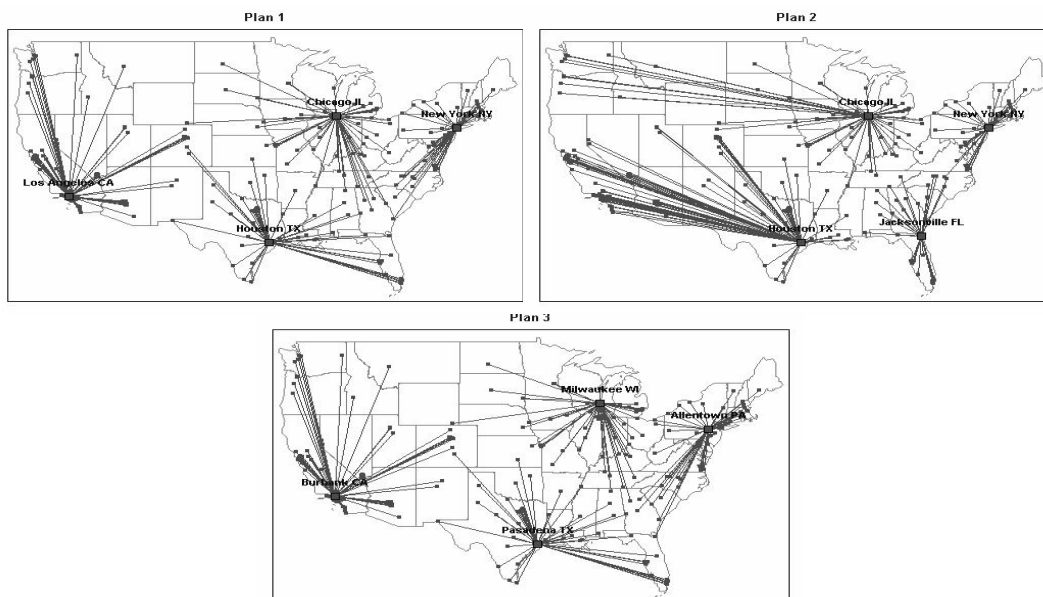 Plan 1
Chicago IL
New York NY
Los Angeles CA
Houston TX
Plan 2
Chicago IL
New York NY
Jacksonville FL
Houston TX
Plan 3
Milwaukee WI
Allentown PA
Burbank CA
Pasadena TX